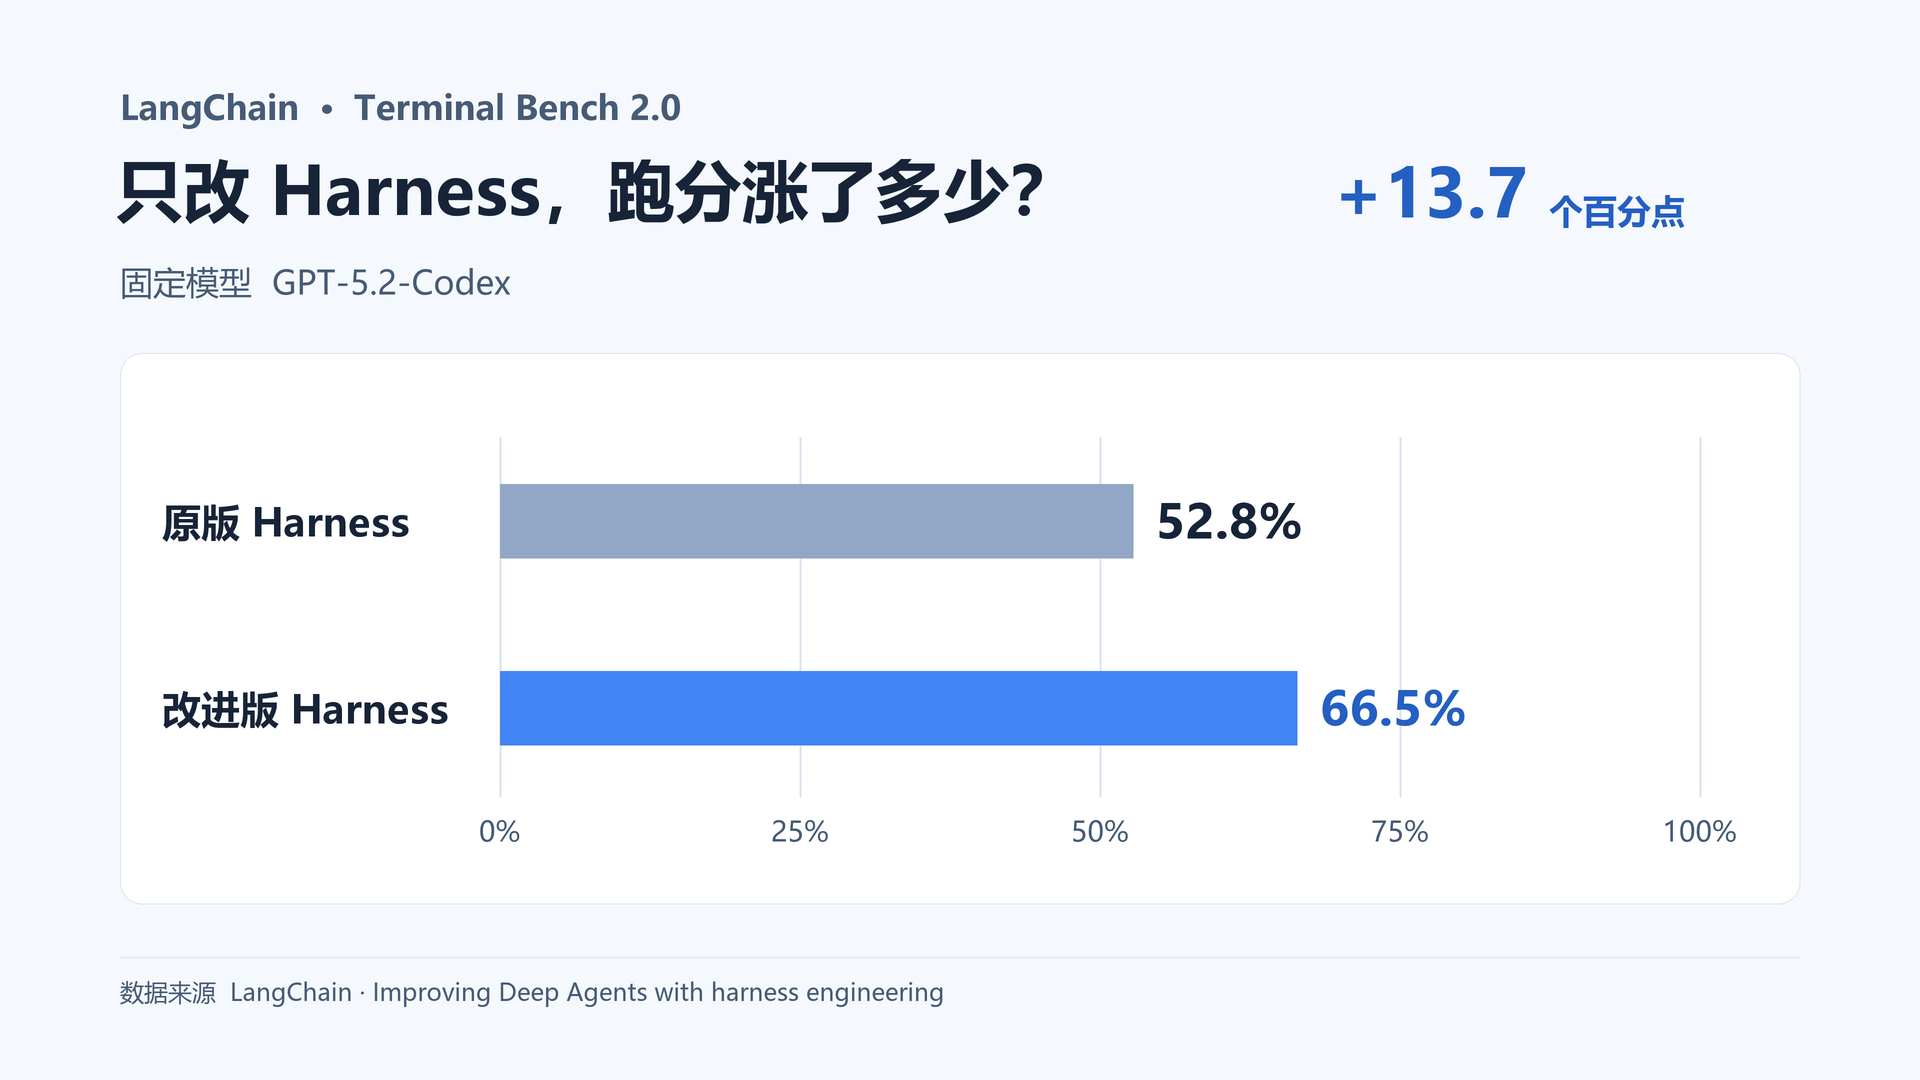 LangChain • Terminal Bench 2.0
只改 Harness，跑分涨了多少？
+13.7 个百分点
固定模型 GPT-5.2-Codex
原版 Harness
52.8%
改进版 Harness
66.5%
0% 25% 50% 75% 100%
数据来源 LangChain · Improving Deep Agents with harness engineering